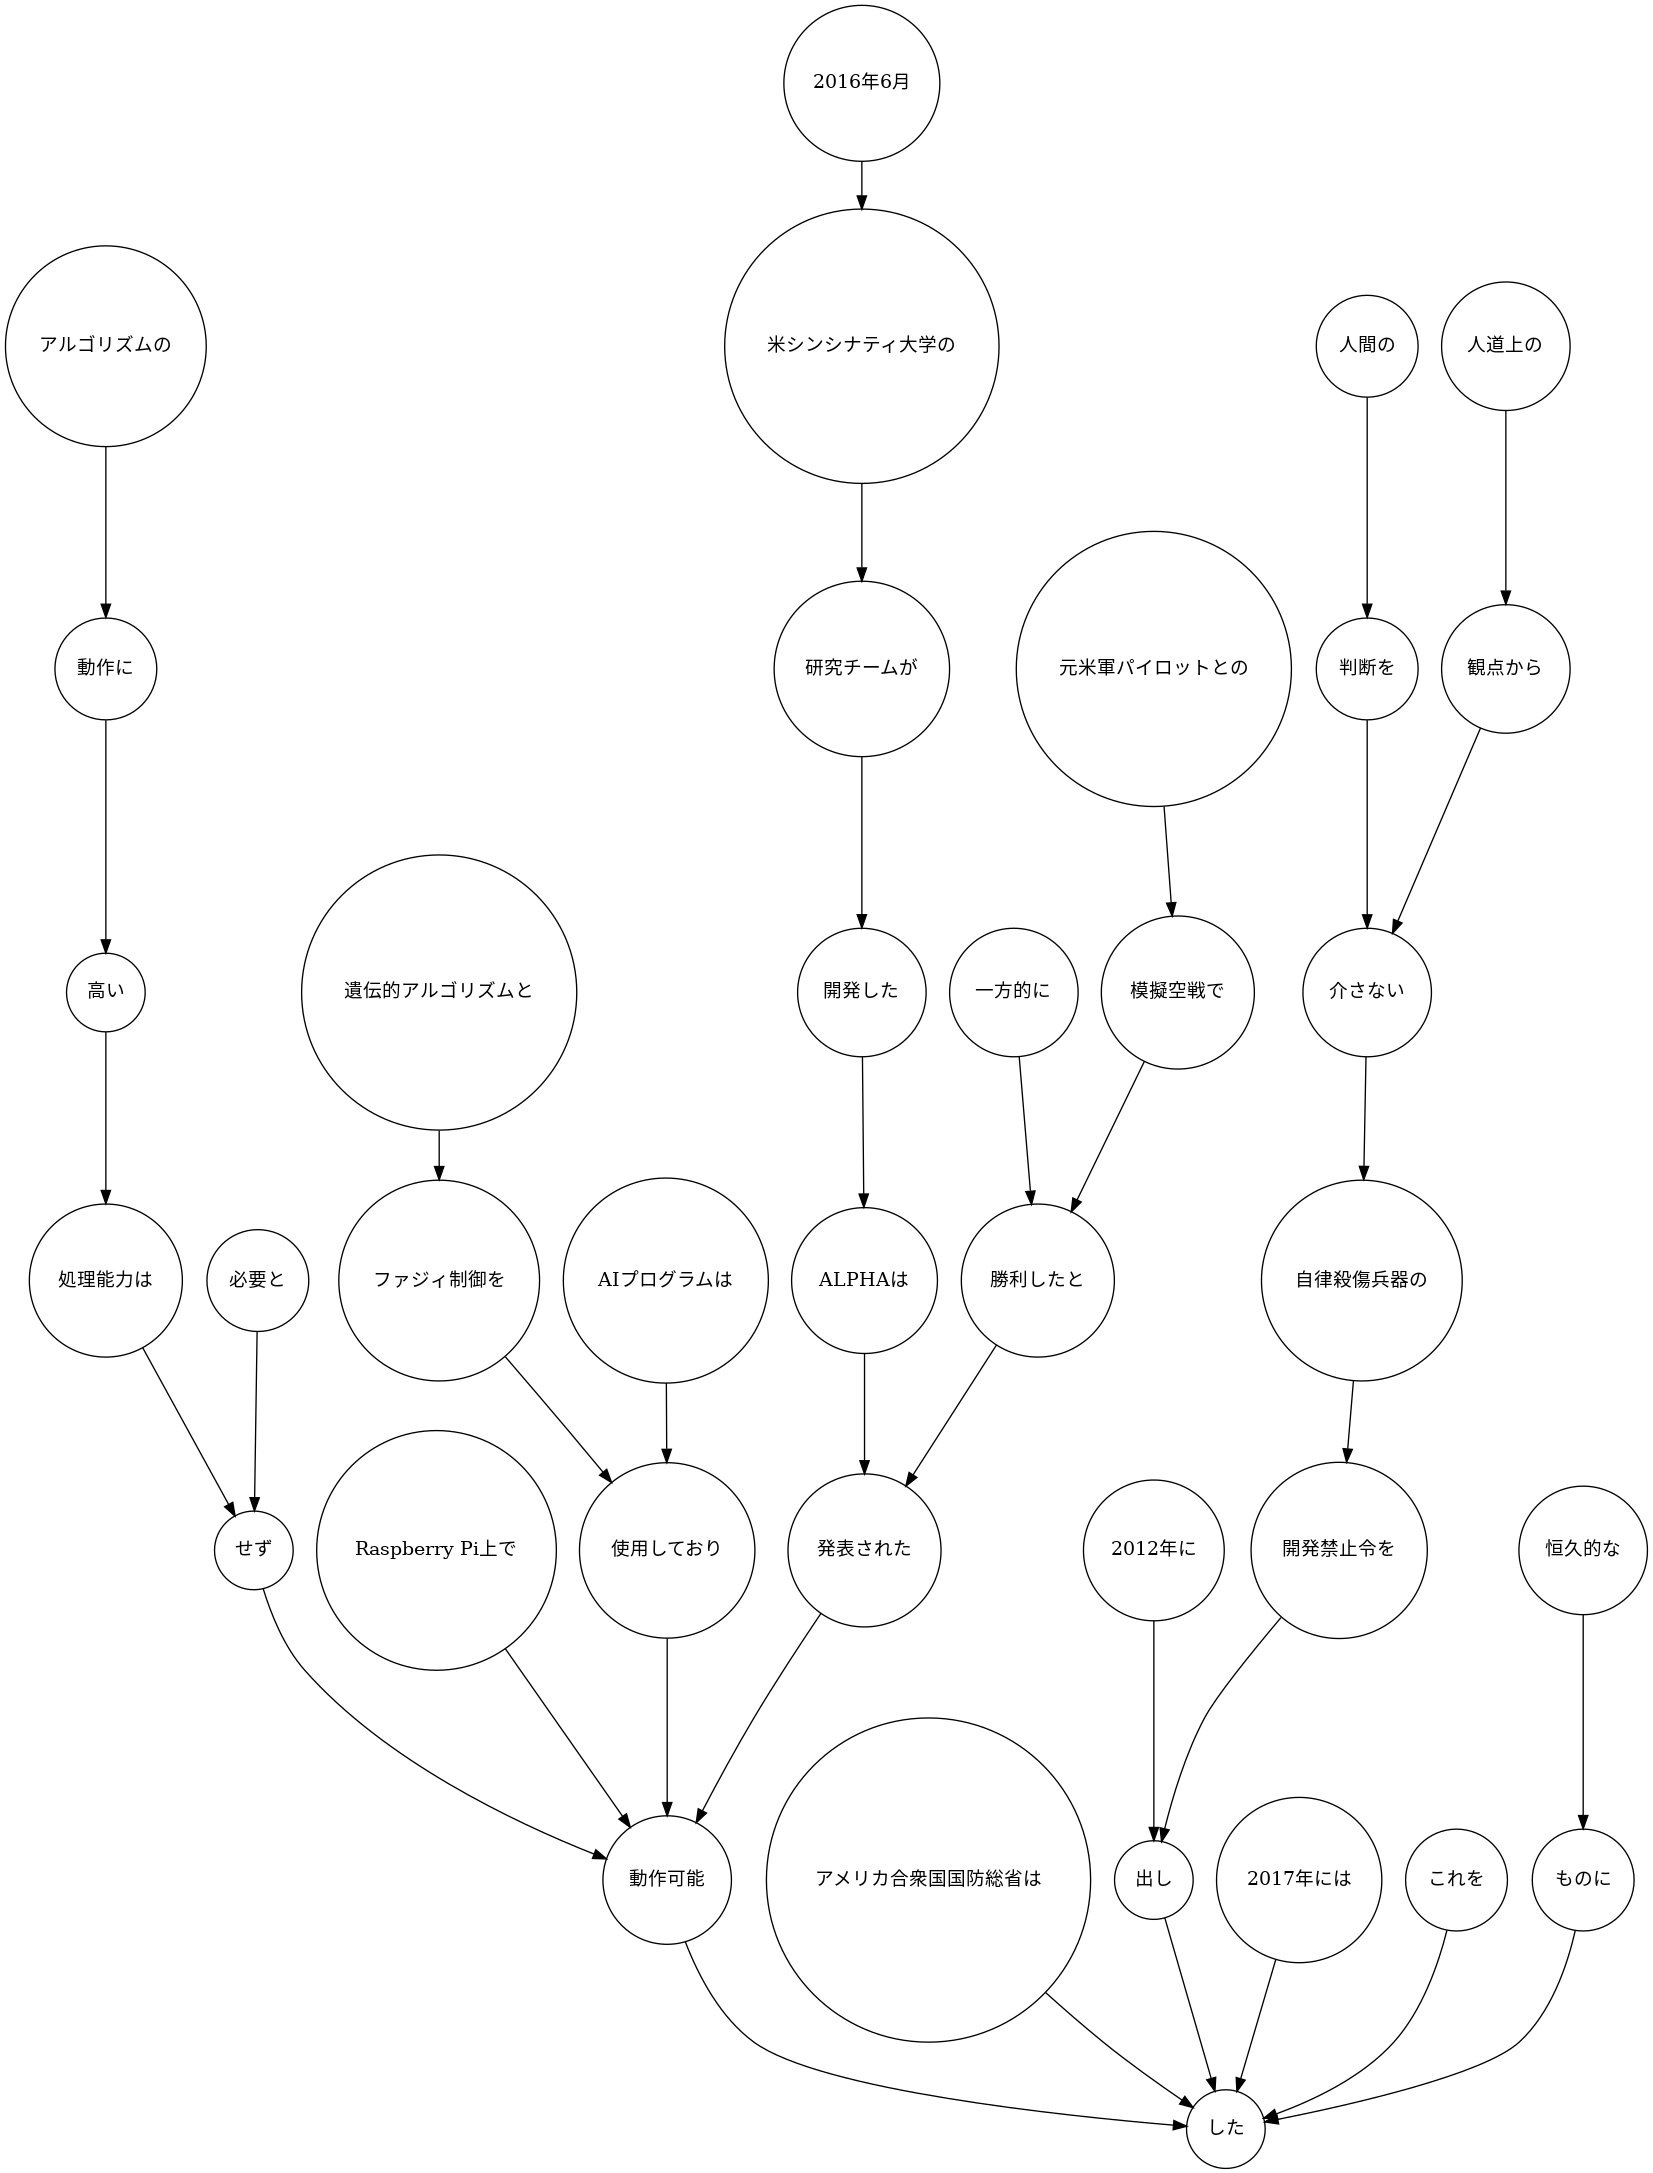 2016年6月
アルゴリズムの
米シンシナティ大学の
人間の
人道上の
動作に
研究チームが
元米軍パイロットとの
判断を
観点から
高い
遺伝的アルゴリズムと
開発した
一方的に
模擬空戦で
介さない
処理能力は
必要と
ファジィ制御を
AIプログラムは
ALPHAは
勝利したと
自律殺傷兵器の
せず
Raspberry Pi上で
使用しており
発表された
2012年に
開発禁止令を
恒久的な
動作可能
アメリカ合衆国国防総省は
出し
2017年には
これを
ものに
した